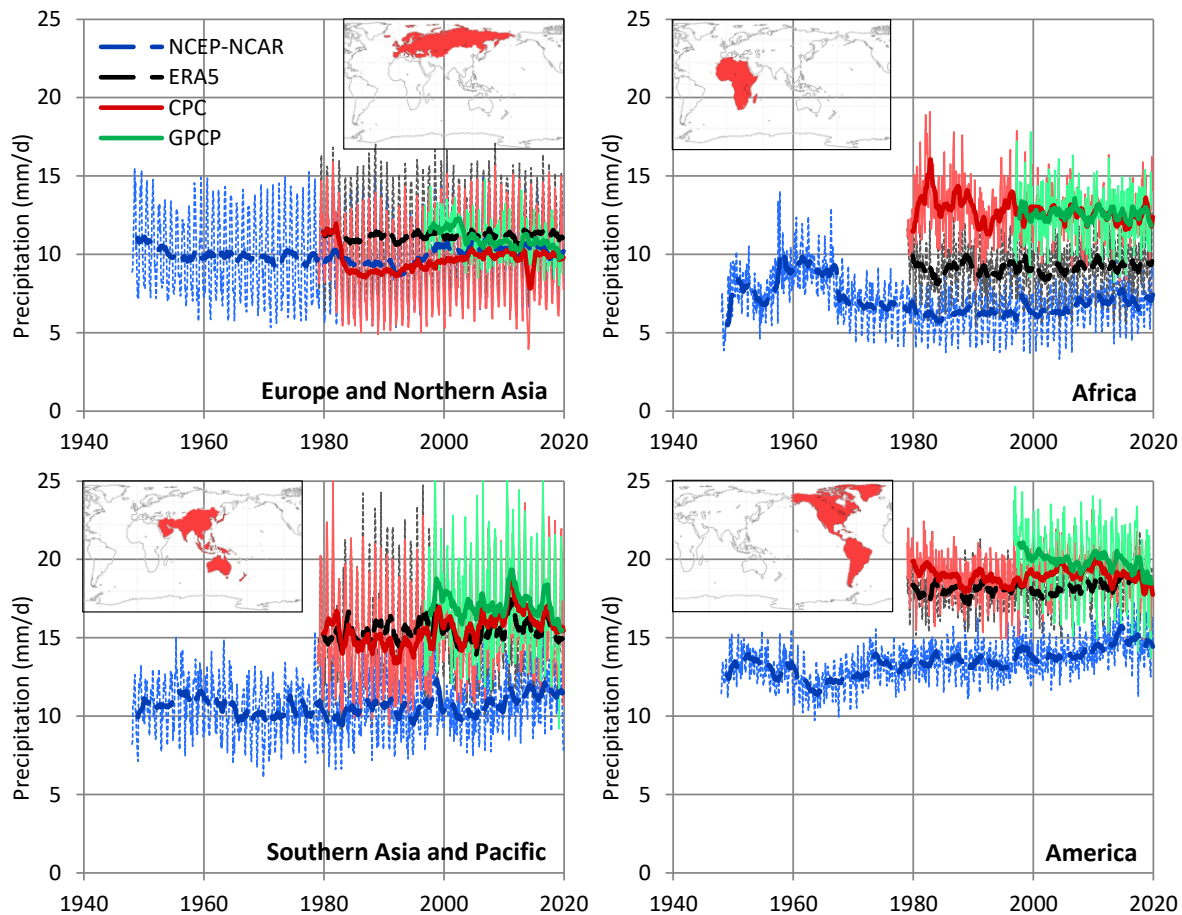 25
20
15
10
5
0
Precipitation (mm/d)
NCEP-NCAR
ERA5
CPC
GPCP
Europe and Northern Asia
1940 1960 1980 2000 2020
25
20
15
10
5
0
Precipitation (mm/d)
Africa
1940 1960 1980 2000 2020
25
20
15
10
5
0
Precipitation (mm/d)
Southern Asia and Pacific
1940 1960 1980 2000 2020
25
20
15
10
5
0
Precipitation (mm/d)
America
1940 1960 1980 2000 2020